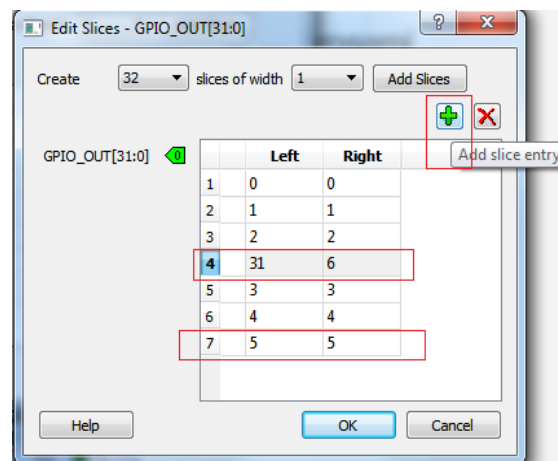 Edit Slices - GPIO_OUT[31:0] ? X
Create 32 slices of width 1 Add Slices
Add slice entry
GPIO_OUT[31:0] 0 Left Right
1 0 0
2 1 1
3 2 2
4 31 6
5 3 3
6 4 4
7 5 5
Help OK Cancel